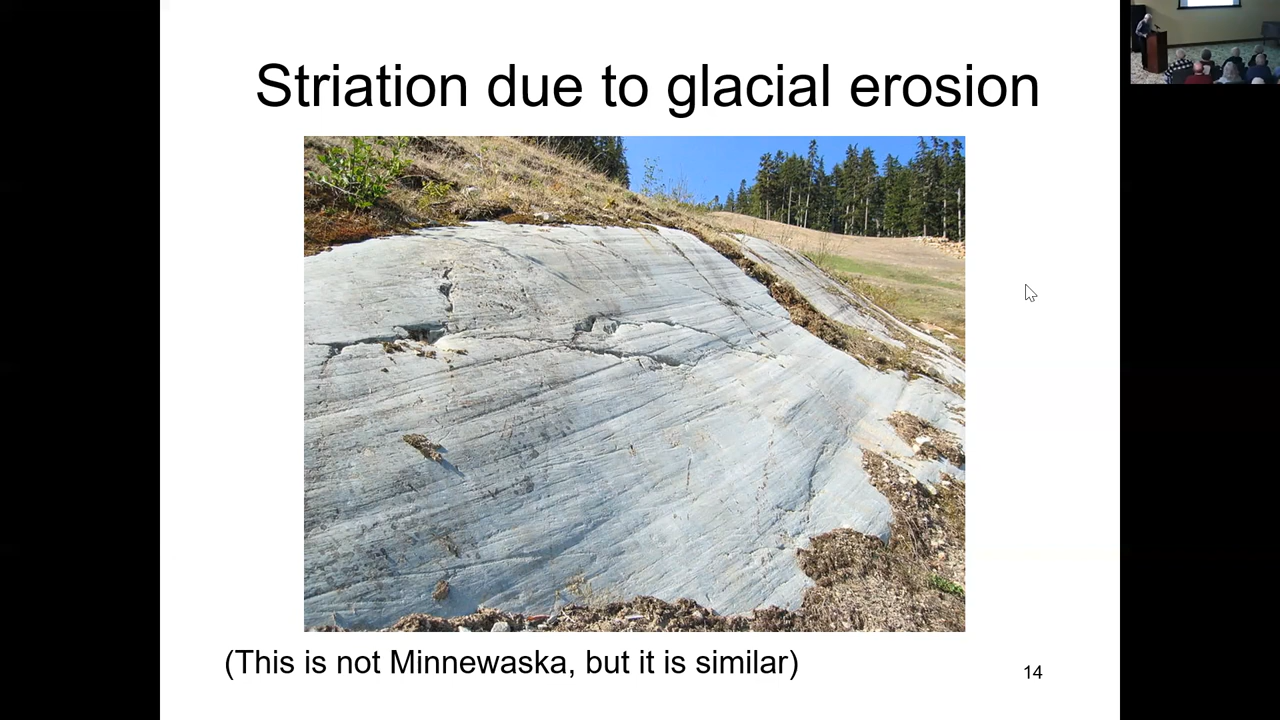 Striation due to glacial erosion
(This is not Minnewaska, but it is similar)
14